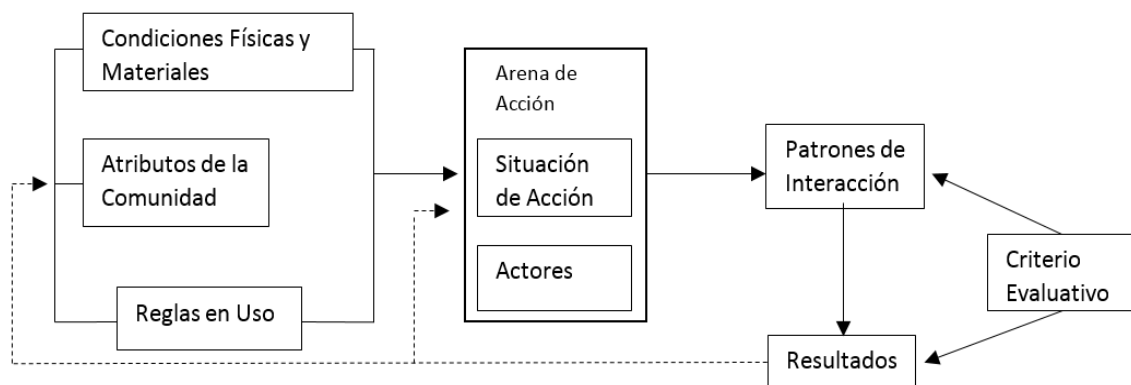 Condiciones Físicas y
Materiales
Atributos de la
Comunidad
Reglas en Uso
Arena de
Acción
Situación
de Acción
Actores
Patrones de
Interacción
Resultados
Criterio
Evaluativo